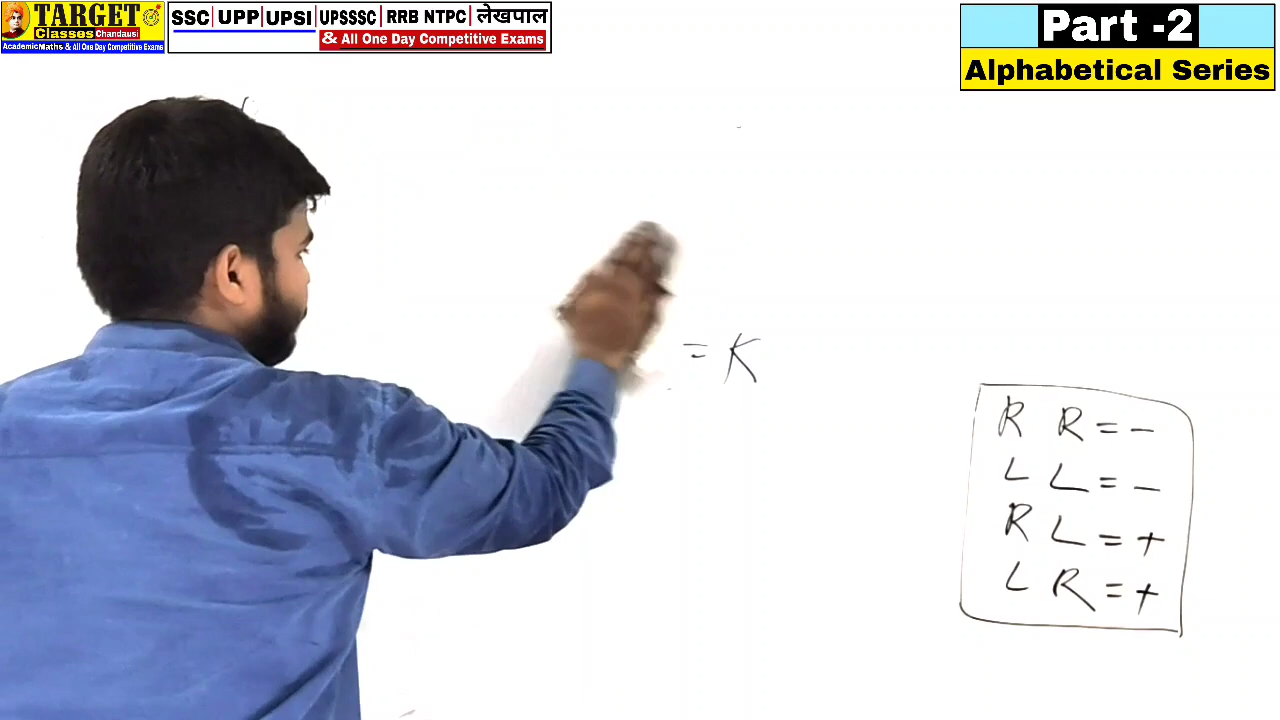 TARGET
Classes Chandausi
Academic Maths & All One Day Competitive Exams
SSC| UPP| UPSI| UPSSSC| RRB NTPC| लेखपाल
& All One Day Competitive Exams
Part -2
Alphabetical Series
= K
R R = -
L L = -
R L = +
L R = +